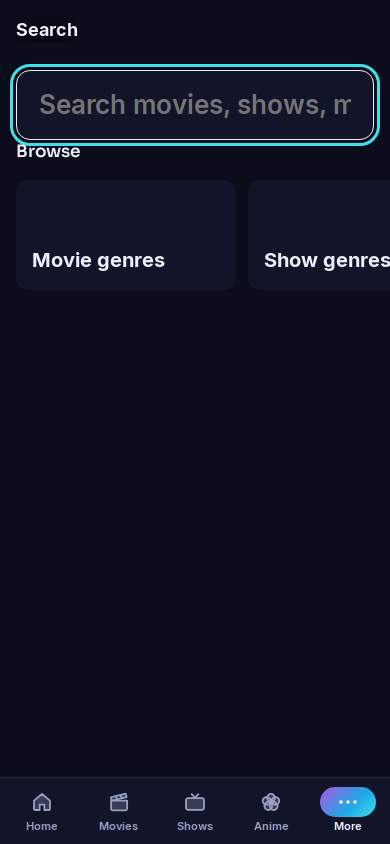 Search
Search movies, shows, m
Browse
Movie genres
Show genres
Home
Movies
Shows
Anime
More